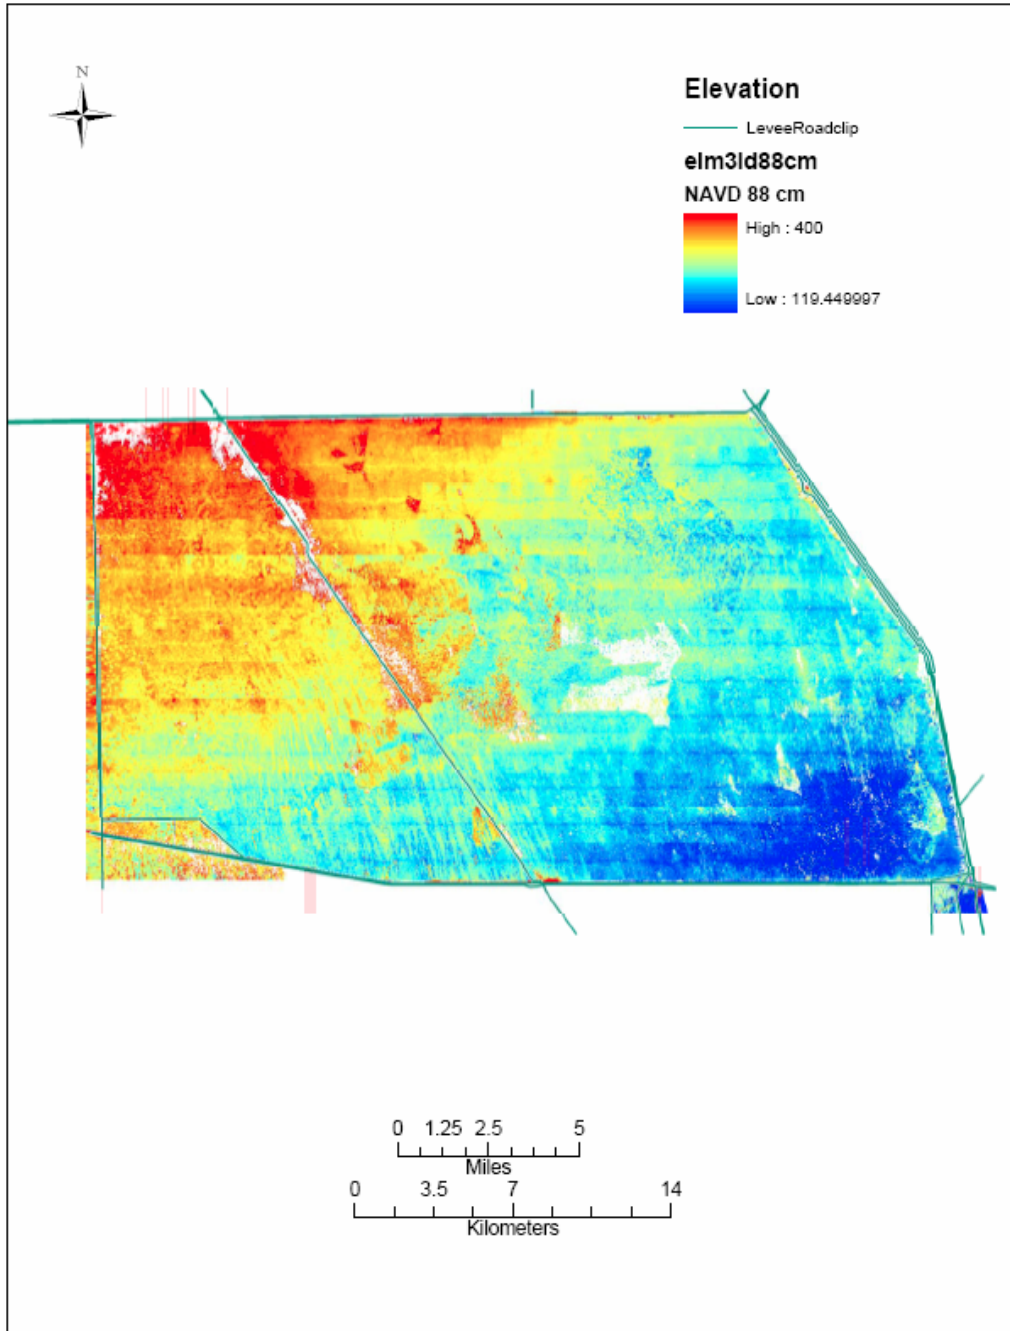 N
Elevation
LeveeRoadclip
elm3ld88cm
NAVD 88 cm
High : 400
Low : 119.449997
0 1.25 2.5 5
Miles
0 3.5 7 14
Kilometers